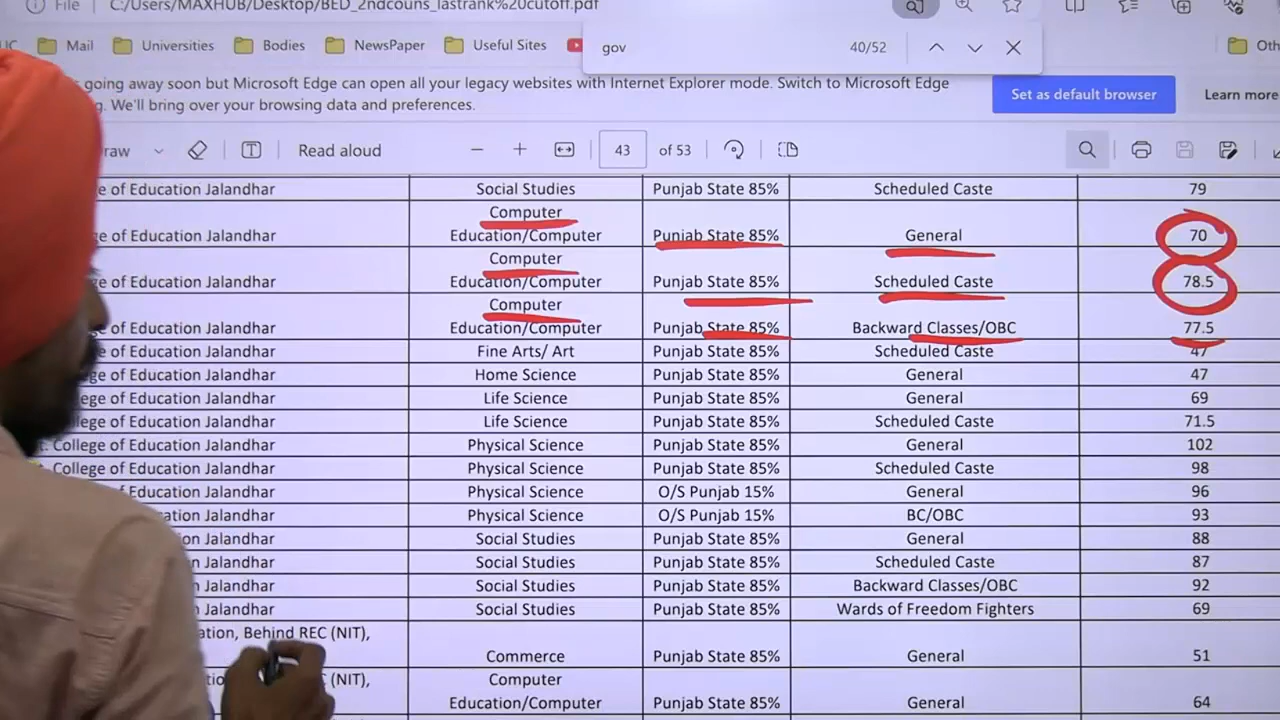 File C:/Users/MAXHUB/Desktop/BED_2ndcouns_lastrank%20cutoff.pdf
Mail Universities Bodies NewsPaper Useful Sites
gov 40/52
going away soon but Microsoft Edge can open all your legacy websites with Internet Explorer mode. Switch to Microsoft Edge
We'll bring over your browsing data and preferences.
Set as default browser
Learn more
raw Read aloud 43 of 53
e of Education Jalandhar Social Studies Punjab State 85% Scheduled Caste 79
Computer
ge of Education Jalandhar Education/Computer Punjab State 85% General 70
Computer
ge of Education Jalandhar Education/Computer Punjab State 85% Scheduled Caste 78.5
Computer
ge of Education Jalandhar Education/Computer Punjab State 85% Backward Classes/OBC 77.5
ge of Education Jalandhar Fine Arts/ Art Punjab State 85% Scheduled Caste 47
ege of Education Jalandhar Home Science Punjab State 85% General 47
ege of Education Jalandhar Life Science Punjab State 85% General 69
ege of Education Jalandhar Life Science Punjab State 85% Scheduled Caste 71.5
College of Education Jalandhar Physical Science Punjab State 85% General 102
College of Education Jalandhar Physical Science Punjab State 85% Scheduled Caste 98
f Education Jalandhar Physical Science O/S Punjab 15% General 96
ation Jalandhar Physical Science O/S Punjab 15% BC/OBC 93
n Jalandhar Social Studies Punjab State 85% General 88
n Jalandhar Social Studies Punjab State 85% Scheduled Caste 87
n Jalandhar Social Studies Punjab State 85% Backward Classes/OBC 92
Jalandhar Social Studies Punjab State 85% Wards of Freedom Fighters 69
ation, Behind REC (NIT),
Commerce Punjab State 85% General 51
(NIT), Computer
Education/Computer Punjab State 85% General 64